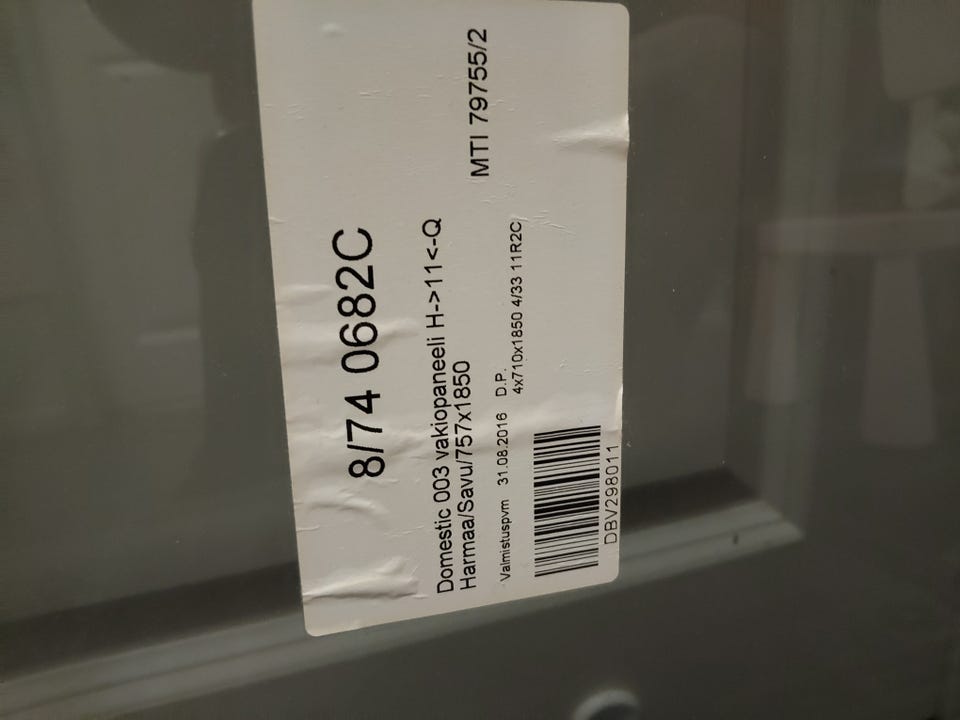 8/74 0682C
Domestic 003 vakiopaneeli H->11<-Q
Harmaa/Savu/757x1850
MTI 79755/2
Valmistuspvm 31.08.2016 D.P.
4x710x1850 4/33 11R2C
DBV298011